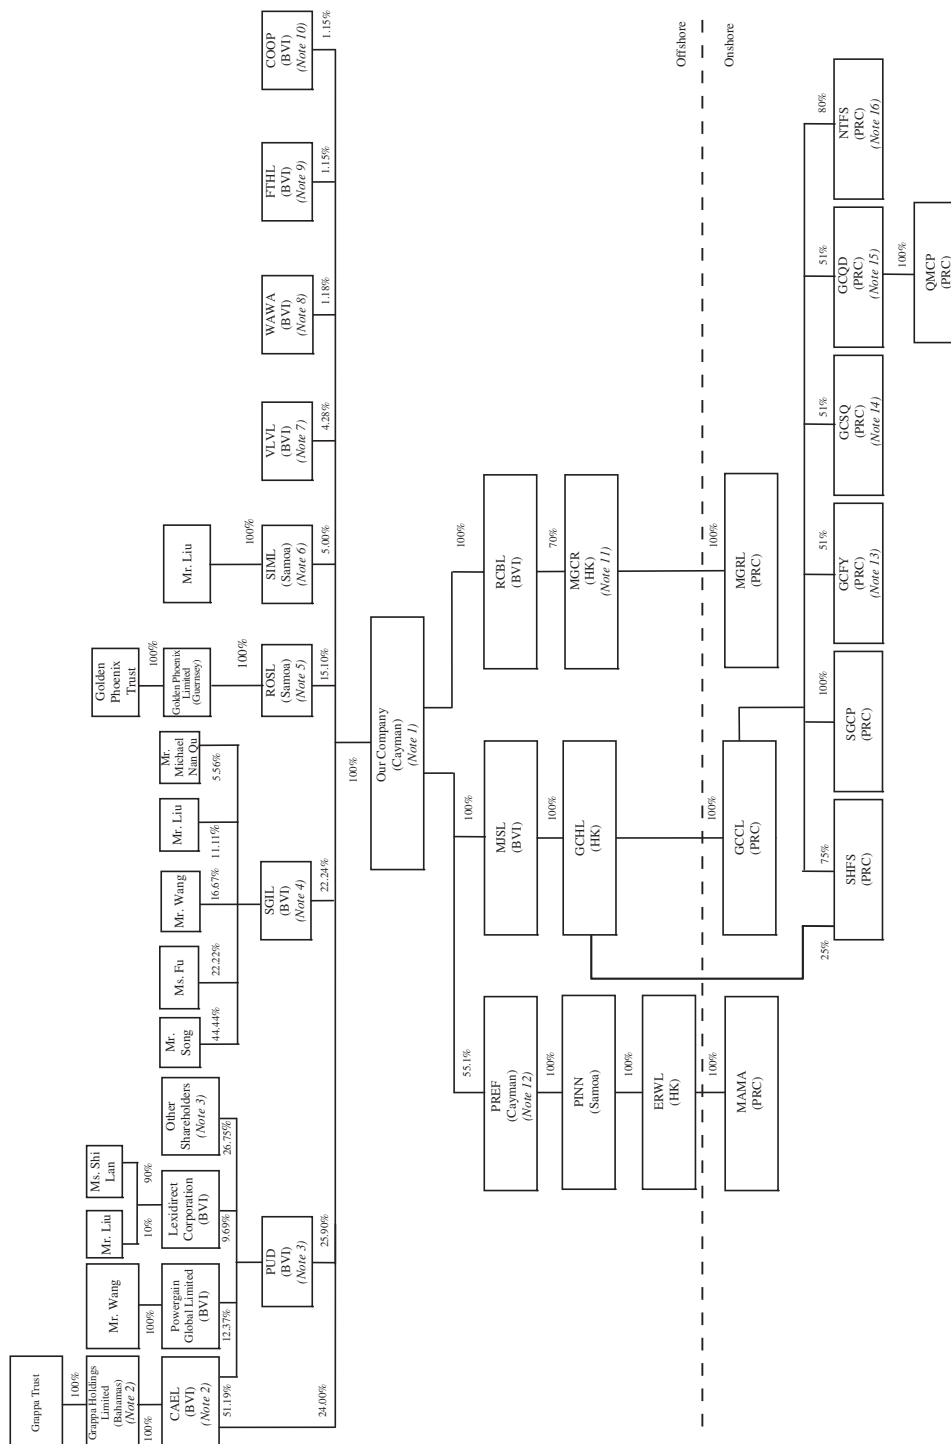 Grappa Trust
100%
Grappa Holdings
Limited
(Bahamas)
(Note 2)
Mr. Wang
Mr. Liu
Ms. Shi
Lan
Golden
Phoenix
Trust
100%
100%
10%
90%
100%
CAEL
(BVI)
(Note 2)
Powergain
Global Limited
(BVI)
Lexidirect
Corporation
(BVI)
Other
Shareholders
(Note 3)
Mr.
Song
Ms. Fu
Mr. Wang
Mr. Liu
Mr.
Michael
Nan Qu
Golden Phoenix
Limited
(Guernsey)
Mr. Liu
51.19%
12.37%
9.69%
26.75%
44.44%
22.22%
16.67%
11.11%
5.56%
100%
100%
PUD
(BVI)
(Note 3)
SGIL
(BVI)
(Note 4)
ROSL
(Samoa)
(Note 5)
SIML
(Samoa)
(Note 6)
VLVL
(BVI)
(Note 7)
WAWA
(BVI)
(Note 8)
FTHL
(BVI)
(Note 9)
COOP
(BVI)
(Note 10)
24.00%
25.90%
22.24%
15.10%
5.00%
4.28%
1.18%
1.15%
1.15%
100%
Our Company
(Cayman)
(Note 1)
55.1%
100%
100%
PREF
(Cayman)
(Note 12)
MJSL
(BVI)
RCBL
(BVI)
100%
100%
70%
PINN
(Samoa)
GCHL
(HK)
MGCR
(HK)
(Note 11)
100%
ERWL
(HK)
Offshore
Onshore
100%
100%
100%
MAMA
(PRC)
GCCL
(PRC)
MGRL
(PRC)
25%
75%
100%
51%
51%
51%
80%
SHFS
(PRC)
SGCP
(PRC)
GCFY
(PRC)
(Note 13)
GCSQ
(PRC)
(Note 14)
GCQD
(PRC)
(Note 15)
NTFS
(PRC)
(Note 16)
100%
QMCP
(PRC)